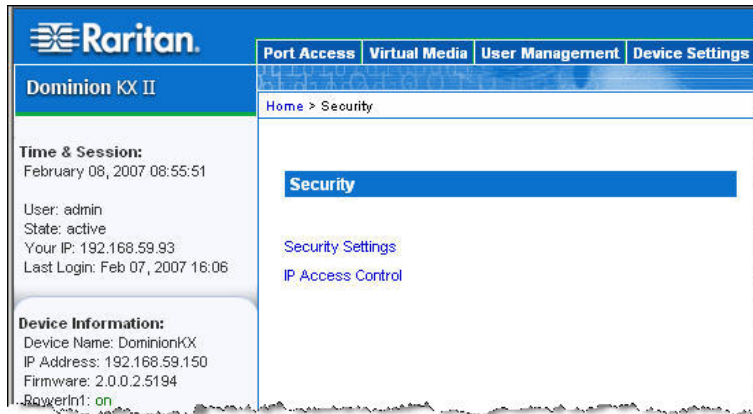 Raritan.
Port Access Virtual Media User Management Device Settings
Dominion KX II
Home > Security
Time & Session:
February 08, 2007 08:55:51
User: admin
State: active
Your IP: 192.168.59.93
Last Login: Feb 07, 2007 16:06
Device Information:
Device Name: DominionKX
IP Address: 192.168.59.150
Firmware: 2.0.0.2.5194
PowerIn1: on
Security
Security Settings
IP Access Control